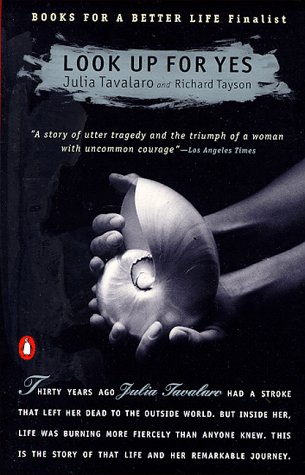 BOOKS FOR A BETTER LIFE Finalist
LOOK UP FOR YES
Julia Tavalaro and Richard Tayson
"A story of utter tragedy and the triumph of a woman
with uncommon courage"—Los Angeles Times
THIRTY YEARS AGO Julia Tavalaro HAD A STROKE
THAT LEFT HER DEAD TO THE OUTSIDE WORLD. BUT INSIDE HER,
LIFE WAS BURNING MORE FIERCELY THAN ANYONE KNEW. THIS
IS THE STORY OF THAT LIFE AND HER REMARKABLE JOURNEY.